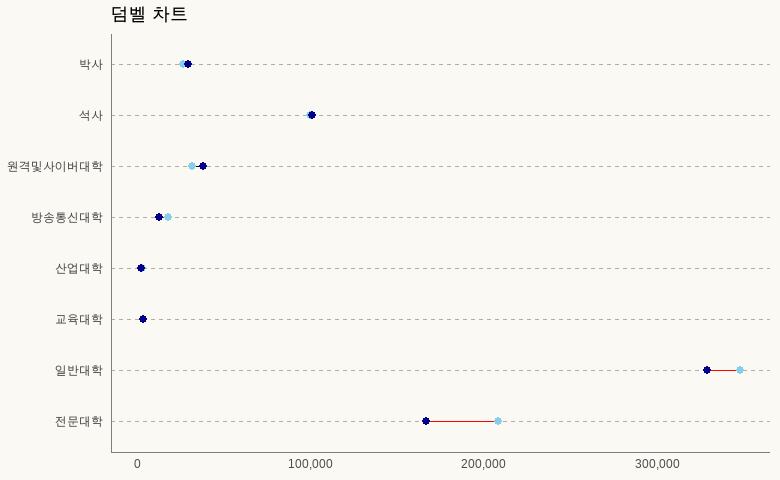 덤벨 차트
박사
석사
원격및사이버대학
방송통신대학
산업대학
교육대학
일반대학
전문대학
0 100,000 200,000 300,000